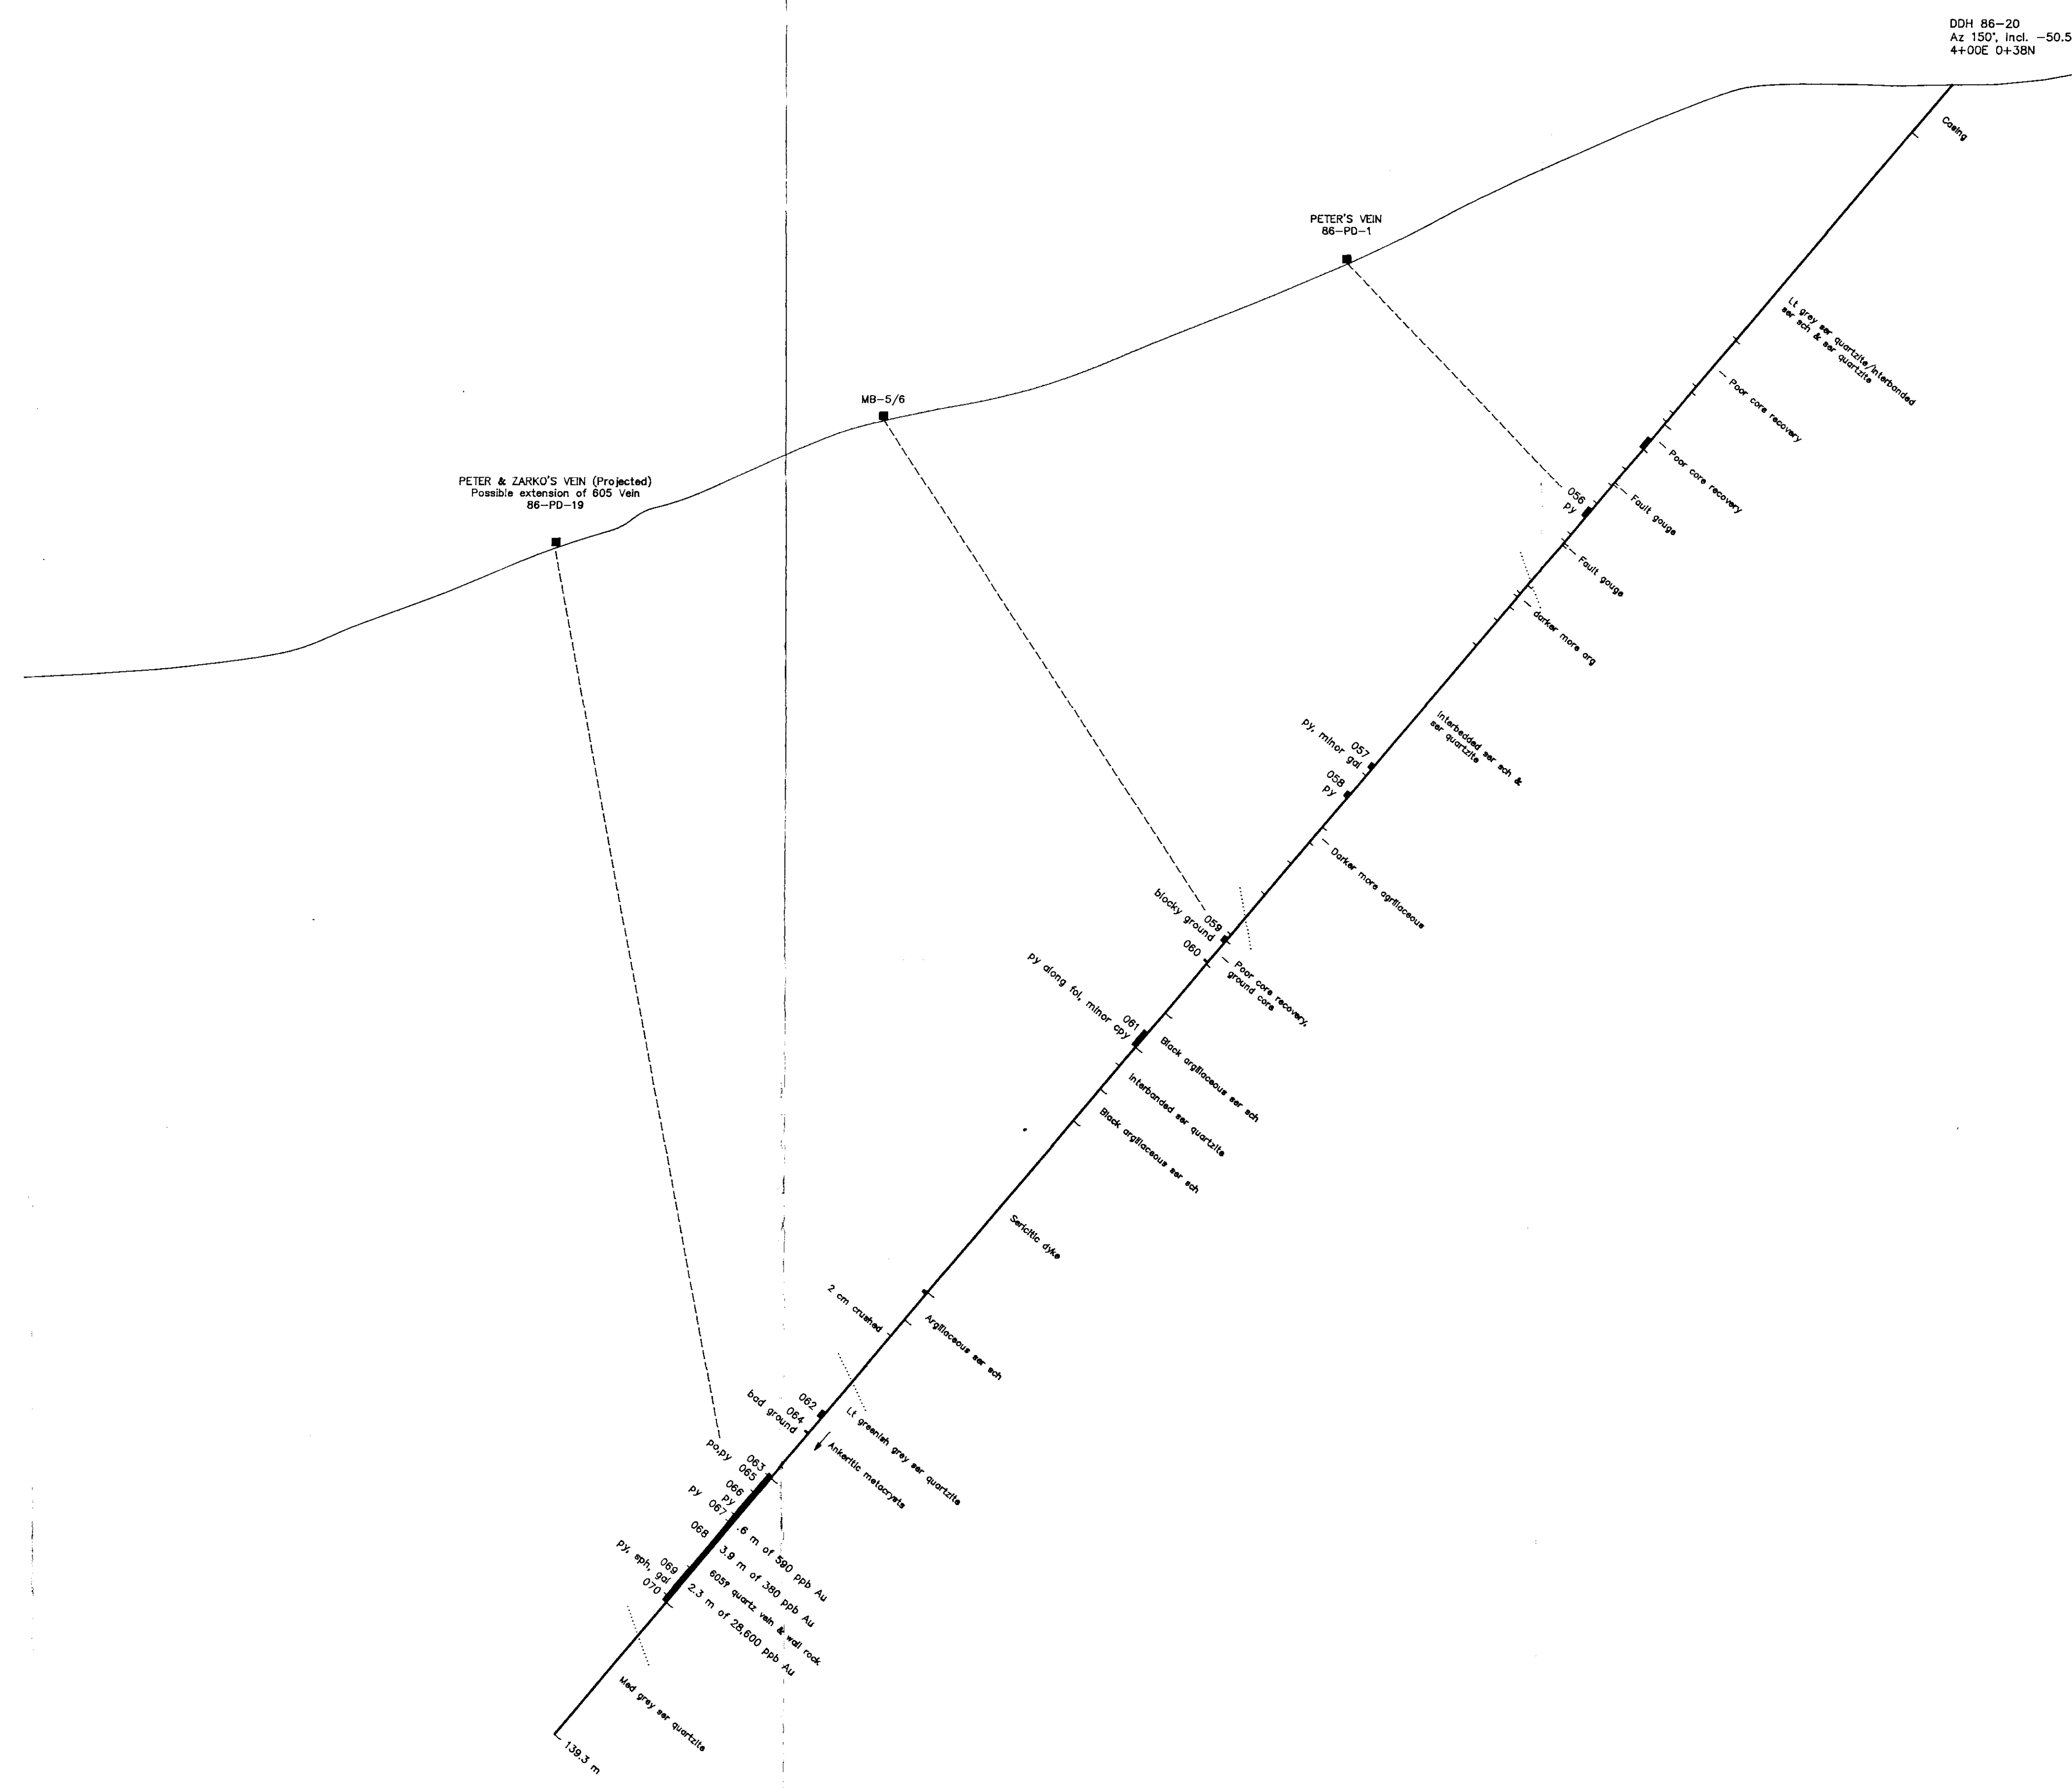 DDH 86-20
Az 150°, incl. -50.5
4+00E 0+38N
Casing
PETER'S VEIN
86-PD-1
Lt grey ser quartzite/interbanded
ser sch & ser quartzite
Poor core recovery
MB-5/6
Poor core recovery
PETER & ZARKO'S VEIN (Projected)
Possible extension of 605 Vein
86-PD-19
056
py
Fault gouge
Fault gouge
darker more arg
Interbedded ser sch &
ser quartzite
057
py, minor gal
058
py
Darker more agrillaceous
059
blocky ground
060
Poor core recovery,
ground core
061
py along fol, minor cpy
Black argillaceous ser sch
Interbanded ser quartzite
Black argillaceous ser sch
Sericitic dyke
2 cm crushed
Argillaceous ser sch
062
064
bad ground
Lt greenish grey ser quartzite
Ankeritic metacrysts
063
po,py 065
066
py
py 067
.6 m of 590 ppb Au
068
3.9 m of 380 ppb Au
605? quartz vein & wall rock
069
py, sph, gal
070
2.3 m of 28,600 ppb Au
Med grey ser quartzite
139.3 m